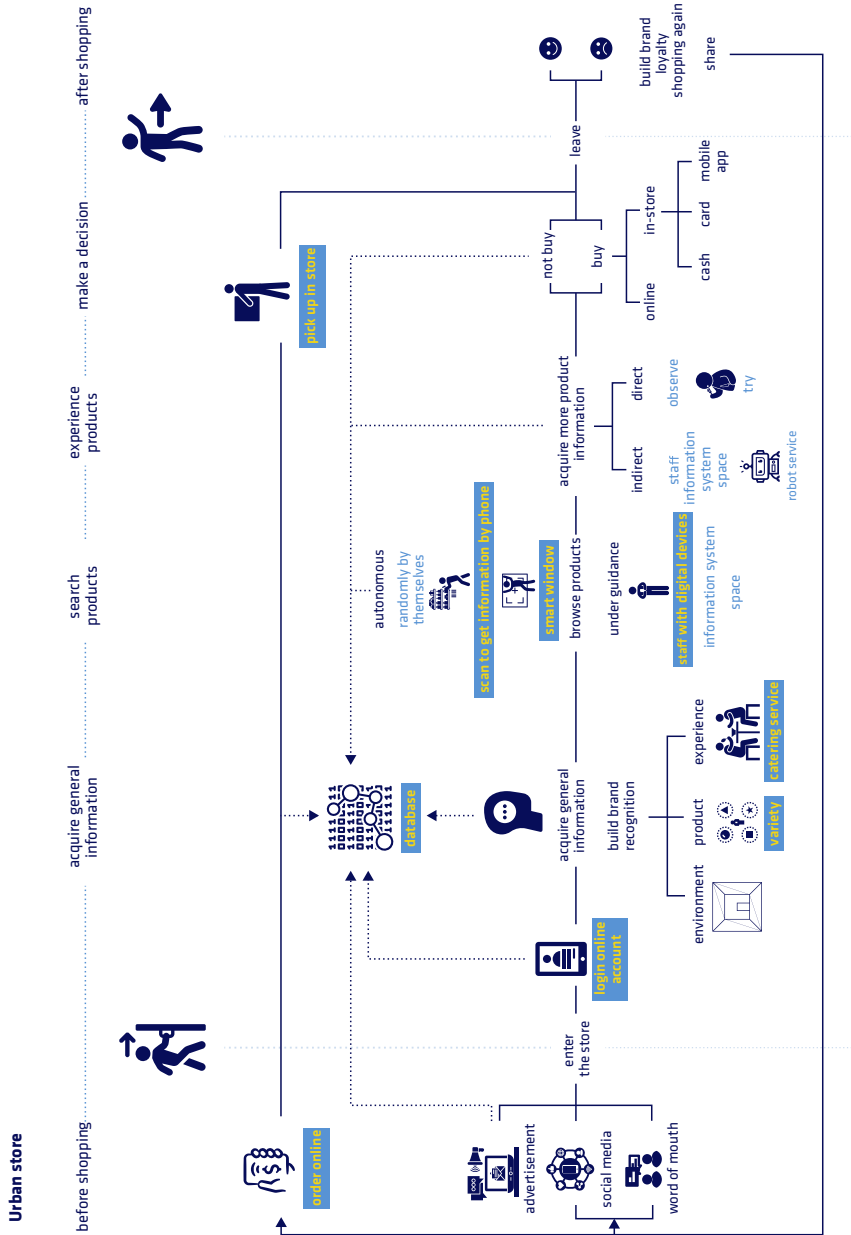 Urban store
before shopping
acquire general
information
search
products
experience
products
make a decision
after shopping
order online
pick up in store
database
autonomous
randomly by
themselves
scan to get information by phone
smart window
advertisement
social media
word of mouth
enter
the store
login online
account
acquire general
information
build brand
recognition
environment
product
variety
experience
catering service
browse products
under guidance
staff with digital devices
information system
space
acquire more product
information
indirect
staff
information
system
space
robot service
direct
observe
try
not buy
buy
online
in-store
cash
card
mobile
app
leave
build brand
loyalty
shopping again
share